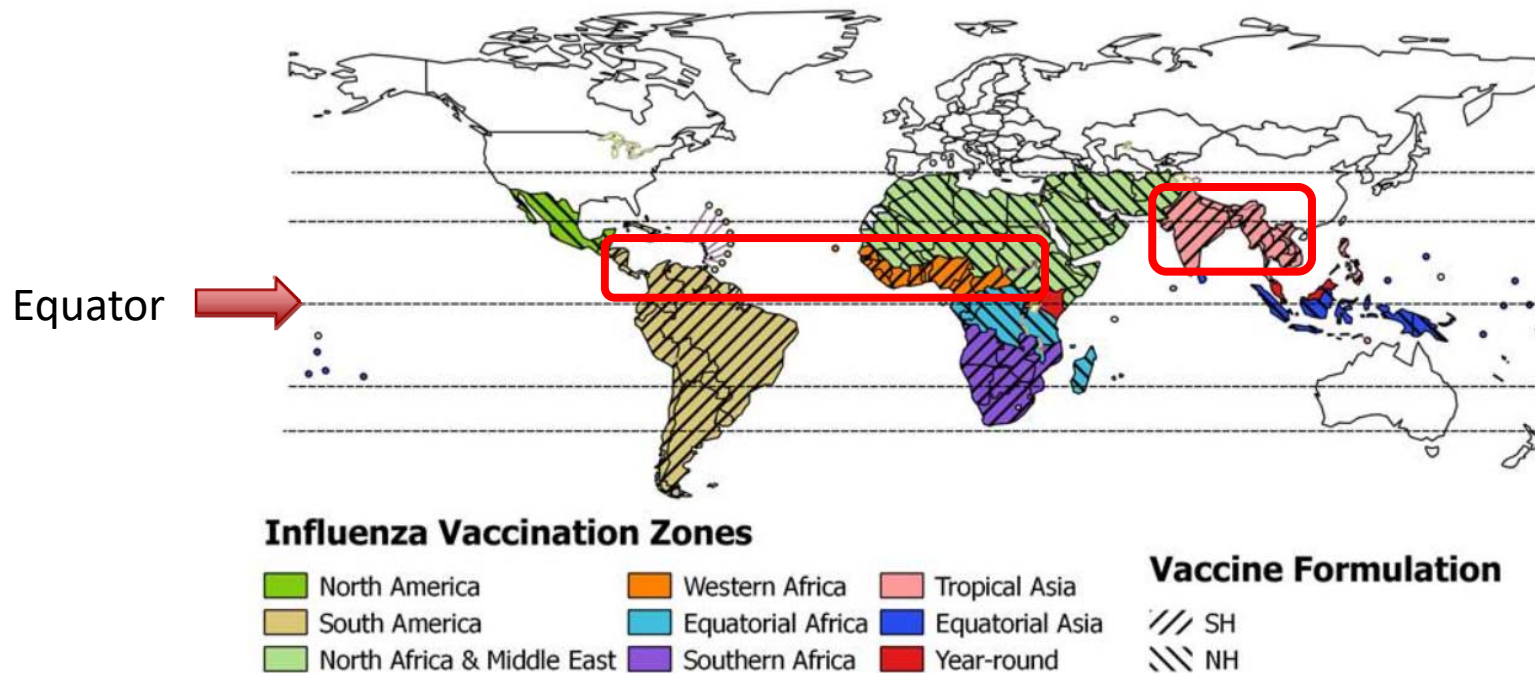 Equator
Influenza Vaccination Zones
North America
South America
North Africa & Middle East
Western Africa
Equatorial Africa
Southern Africa
Tropical Asia
Equatorial Asia
Year-round
Vaccine Formulation
SH
NH